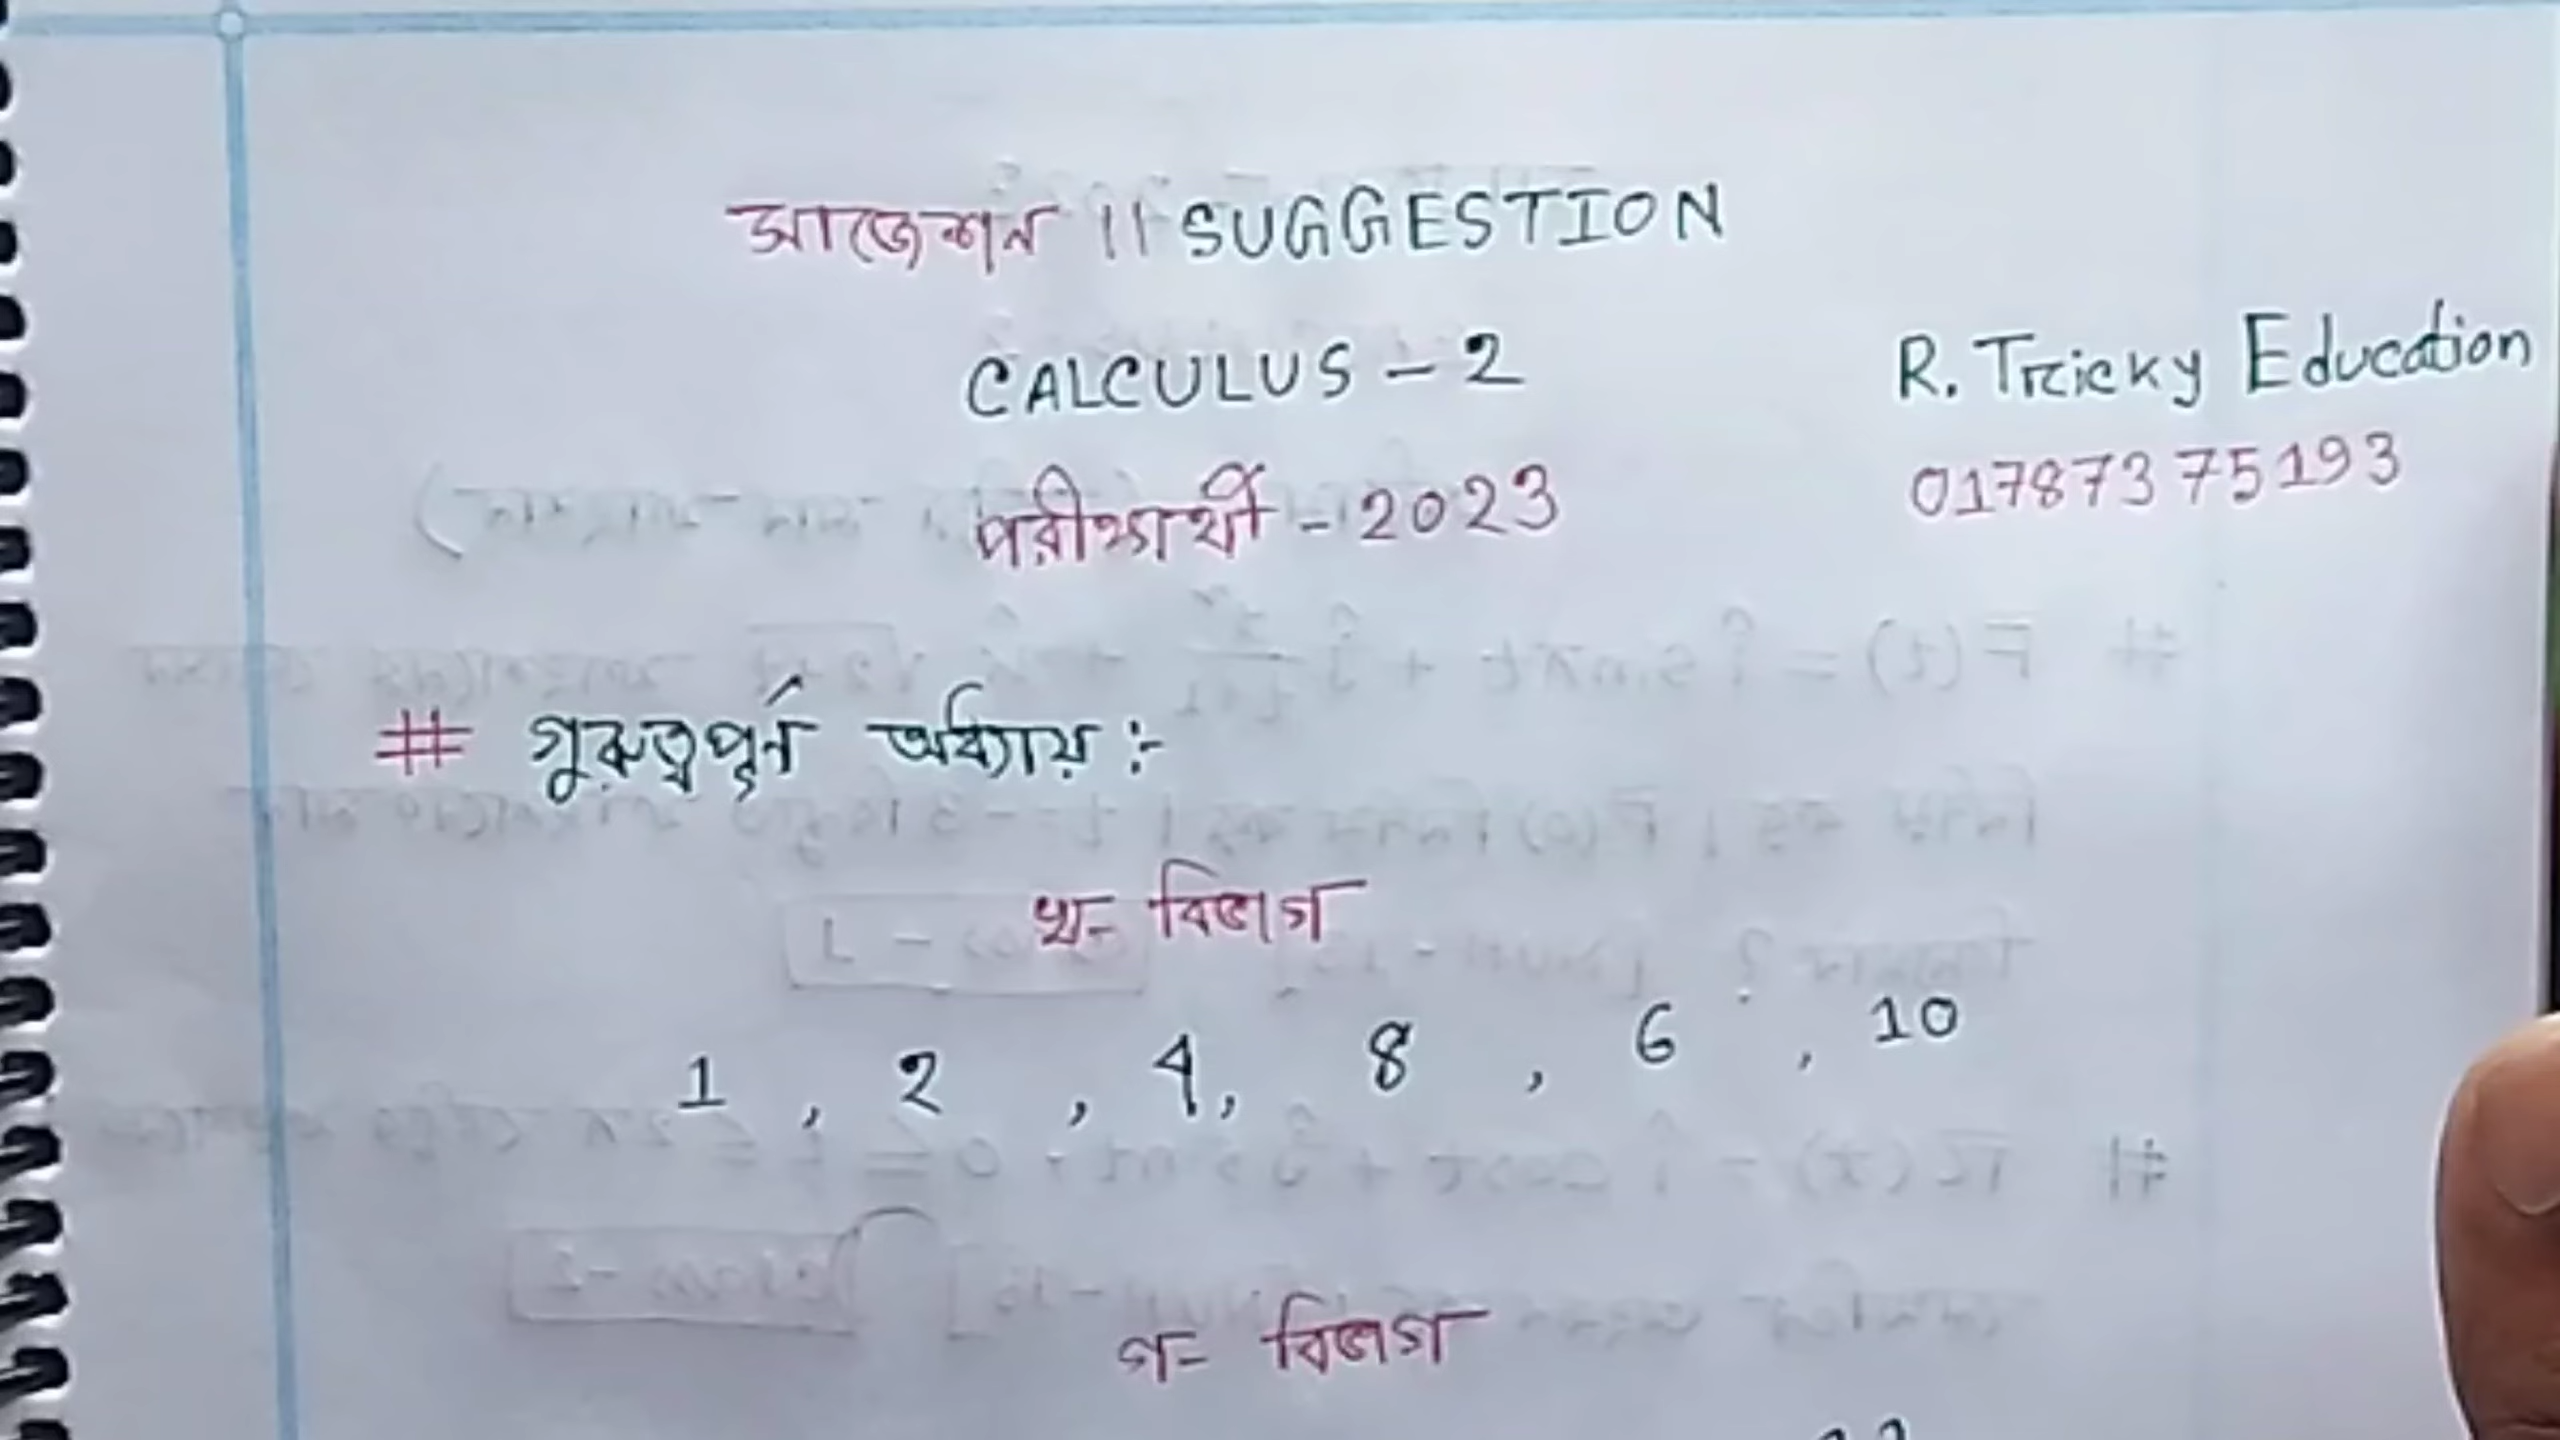 সাজেশন || SUGGESTION
CALCULUS - 2
R. Tricky Education
পরীক্ষার্থী - 2023
01787375193
# গুরুত্বপূর্ন অধ্যায় :-
খ- বিভাগ
1 , 2 , 4, 8 , 6 , 10
গ- বিভাগ